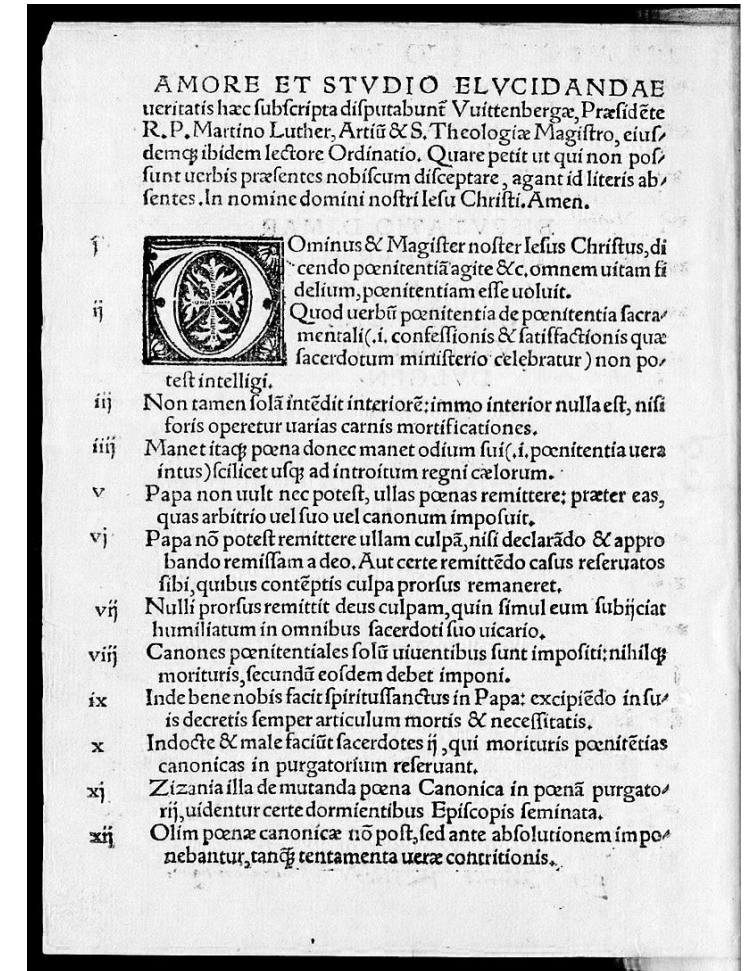 AMORE ET STVDIO ELVCIDANDAE
ueritatis hæc ſubſcripta diſputabunt᷑ Vuittenbergæ, Præſidēte
R.P. Martino Luther, Artiū & S. Theologiæ Magiſtro, eiuſ⸗
demq́ꝫ ibidem lectore Ordinatio. Quare petit ut qui non poſ⸗
ſunt uerbis præſentes nobiſcum diſceptare, agant id literis ab⸗
ſentes. In nomine domini noſtri Ieſu Chriſti. Amen.
j DOminus & Magiſter noſter Ieſus Chriſtus, di
cendo pœnitentiā agite &c. omnem uitam fi
delium, pœnitentiam eſſe uoluit.
ij Quod uerbū pœnitentia de pœnitentia ſacra⸗
mentali(.i. confeſſionis & ſatiſfactionis quæ
ſacerdotum miniſterio celebratur) non po⸗
teſt intelligi.
iij Non tamen ſolā intēdit interiorē: immo interior nulla eſt, niſi
foris operetur uarias carnis mortificationes.
iiij Manet itaq́ꝫ pœna donec manet odium ſui(.i. pœnitentia uera
intus) ſcilicet uſq́ꝫ ad introitum regni cælorum.
v Papa non uult nec poteſt, ullas pœnas remittere: præter eas,
quas arbitrio uel ſuo uel canonum impoſuit.
vj Papa nō poteſt remittere ullam culpā, niſi declarādo & appro
bando remiſſam a deo. Aut certe remittēdo caſus reſeruatos
ſibi, quibus contēptis culpa prorſus remaneret.
vij Nulli prorſus remittit deus culpam, quin ſimul eum ſubijciat
humiliatum in omnibus ſacerdoti ſuo uicario.
viij Canones pœnitentiales ſolū uiuentibus ſunt impoſiti: nihilq́ꝫ
morituris, ſecundū eoſdem debet imponi.
ix Inde bene nobis facit ſpirituſſanctus in Papa: excipiēdo in ſu⸗
is decretis ſemper articulum mortis & neceſſitatis.
x Indocte & male faciūt ſacerdotes ij, qui morituris pœnitētias
canonicas in purgatorium reſeruant.
xj Zizania illa de mutanda pœna Canonica in pœnā purgato⸗
rij, uidentur certe dormientibus Epiſcopis ſeminata.
xij Olim pœnæ canonicæ nō poſt, ſed ante abſolutionem impo⸗
nebantur, tanq̄ꝫ tentamenta ueræ contritionis.